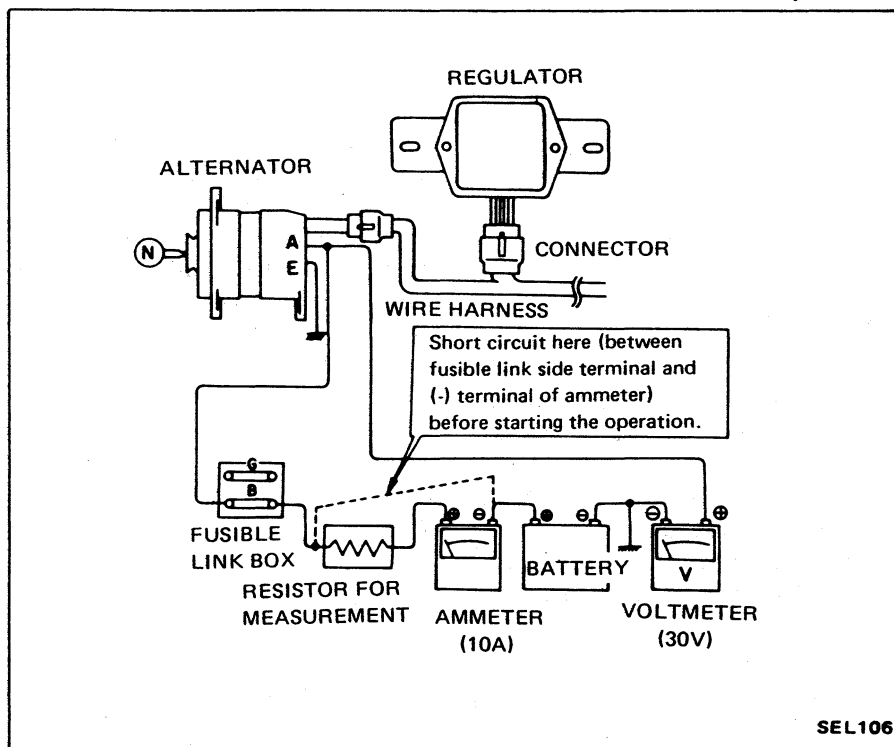 REGULATOR
ALTERNATOR
N
A
E
CONNECTOR
WIRE HARNESS
Short circuit here (between
fusible link side terminal and
(-) terminal of ammeter)
before starting the operation.
G
B
FUSIBLE
LINK BOX
RESISTOR FOR
MEASUREMENT
⊕ ⊖
AMMETER
(10A)
⊕ ⊖
BATTERY
⊖ ⊕
V
VOLTMETER
(30V)
SEL106